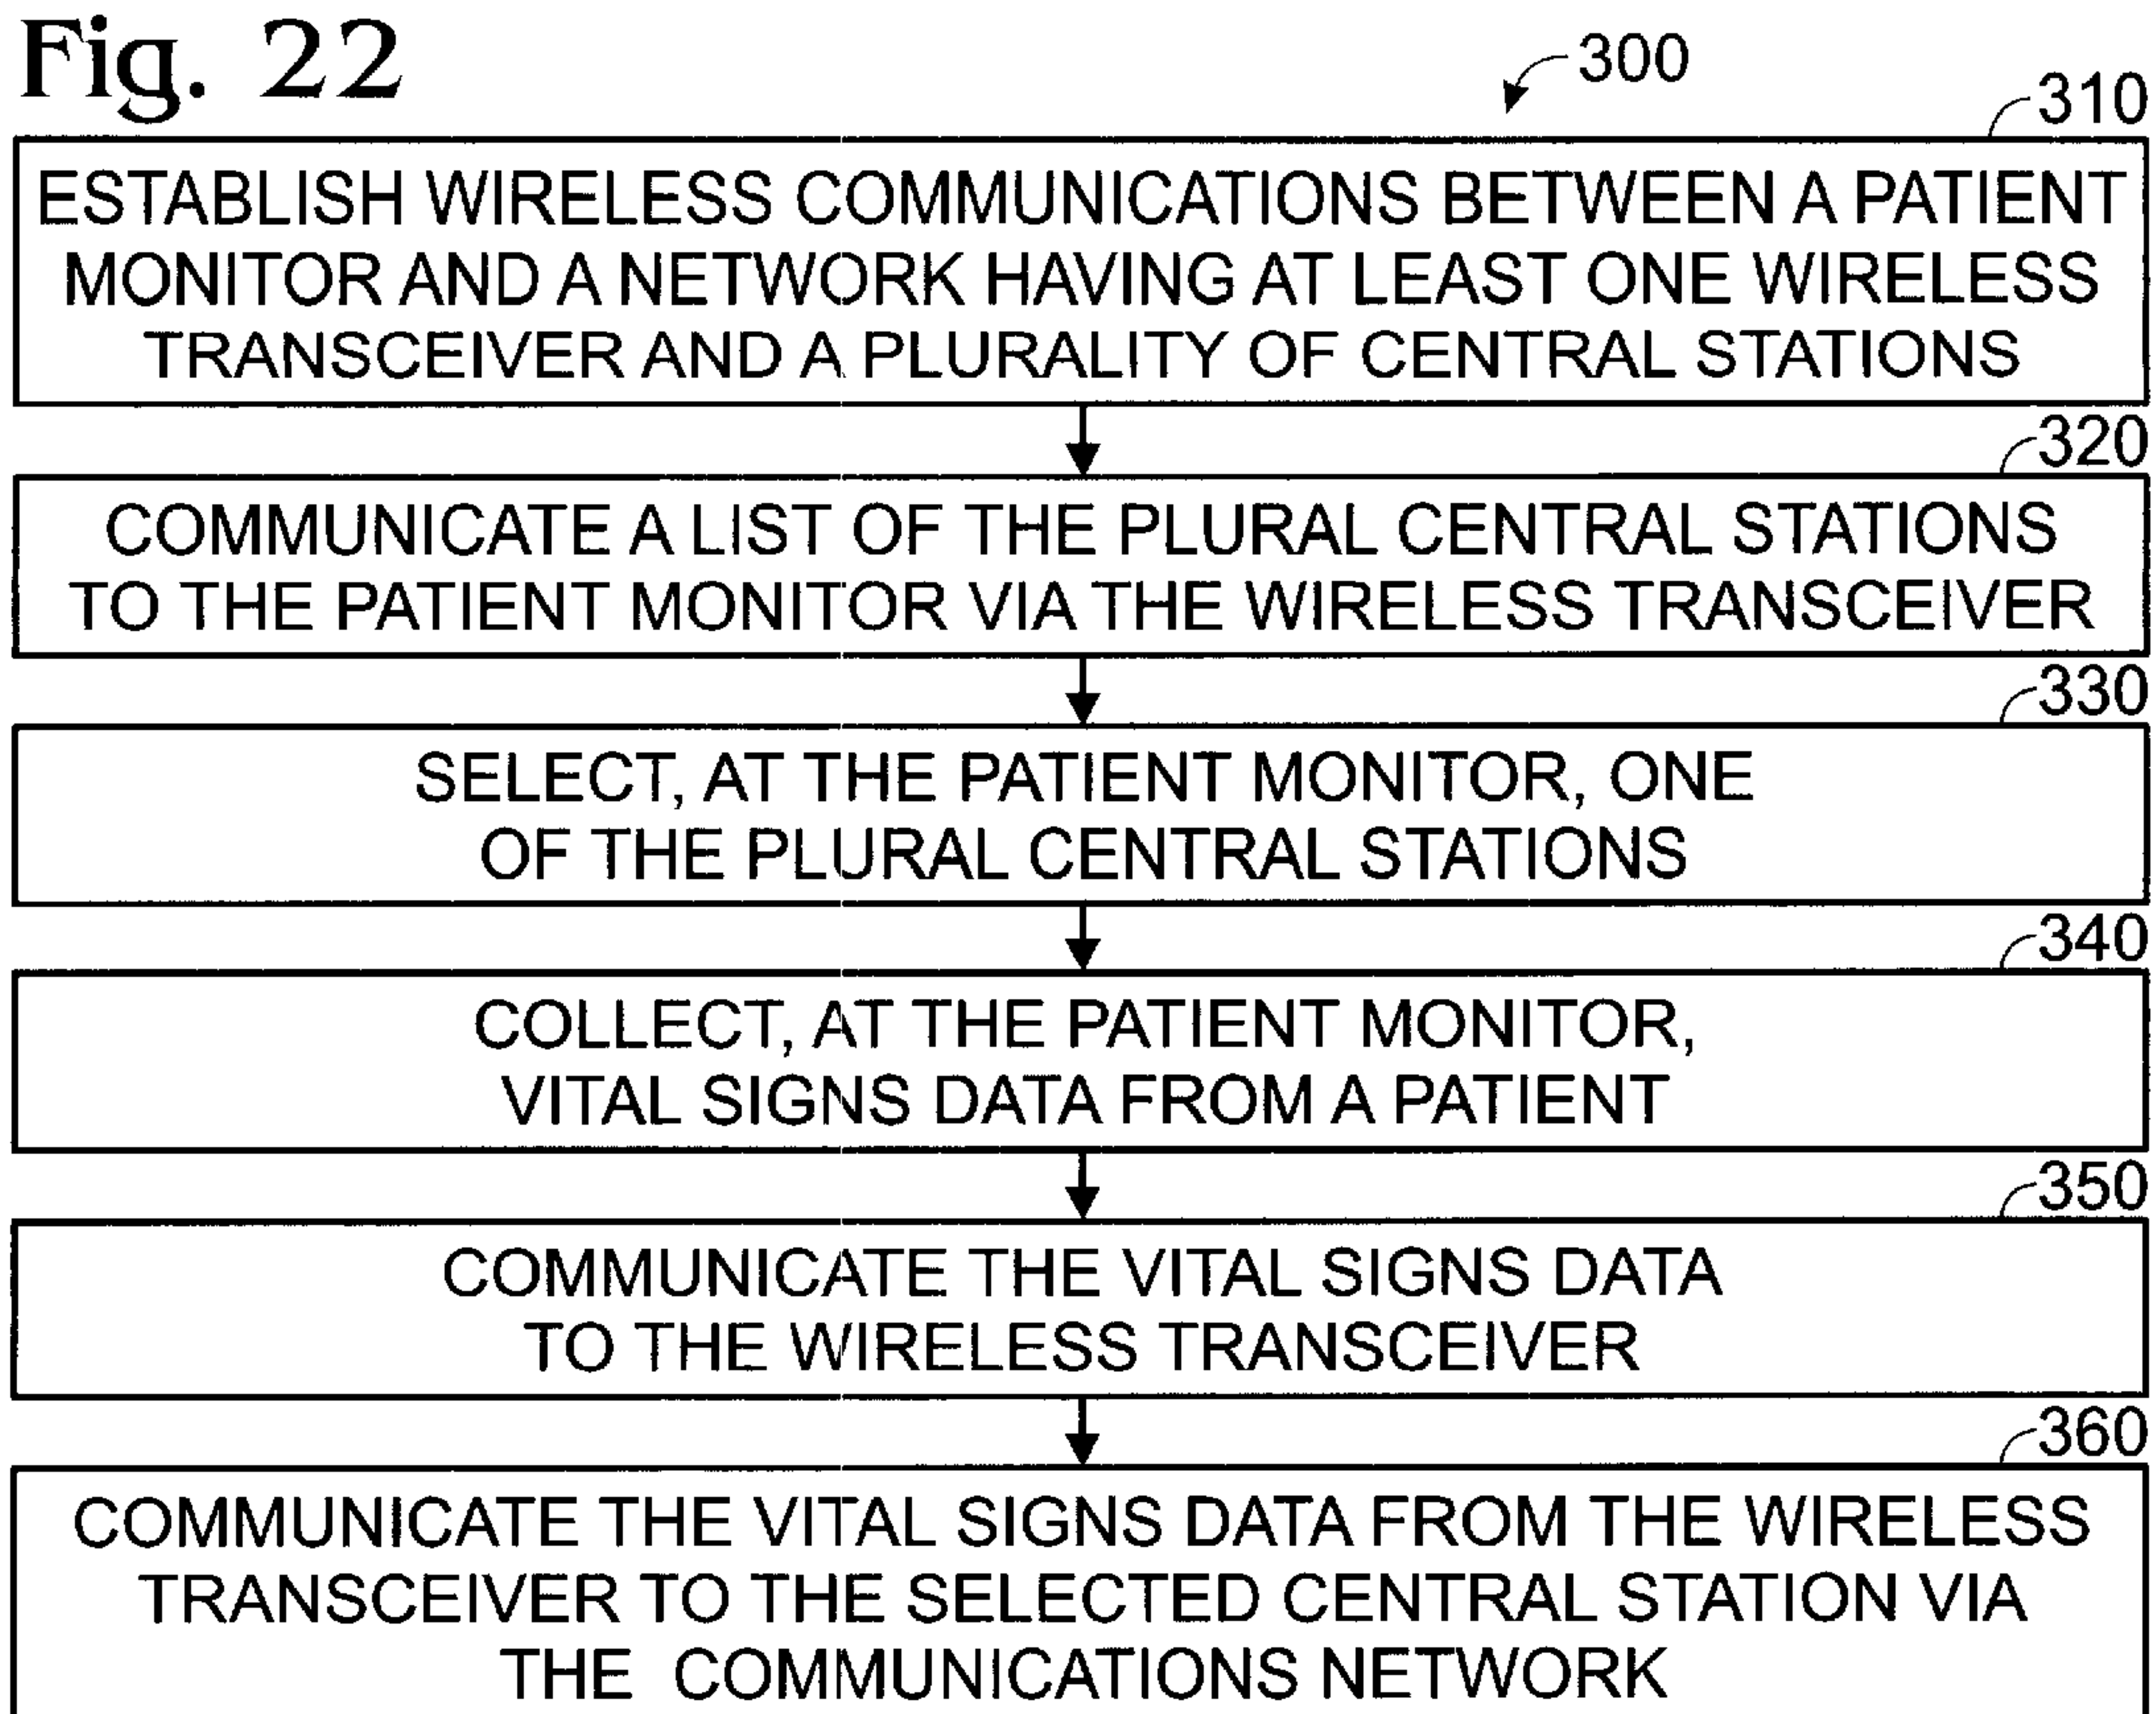 Fig. 22
300
310
ESTABLISH WIRELESS COMMUNICATIONS BETWEEN A PATIENT
MONITOR AND A NETWORK HAVING AT LEAST ONE WIRELESS
TRANSCEIVER AND A PLURALITY OF CENTRAL STATIONS
320
COMMUNICATE A LIST OF THE PLURAL CENTRAL STATIONS
TO THE PATIENT MONITOR VIA THE WIRELESS TRANSCEIVER
330
SELECT, AT THE PATIENT MONITOR, ONE
OF THE PLURAL CENTRAL STATIONS
340
COLLECT, AT THE PATIENT MONITOR,
VITAL SIGNS DATA FROM A PATIENT
350
COMMUNICATE THE VITAL SIGNS DATA
TO THE WIRELESS TRANSCEIVER
360
COMMUNICATE THE VITAL SIGNS DATA FROM THE WIRELESS
TRANSCEIVER TO THE SELECTED CENTRAL STATION VIA
THE COMMUNICATIONS NETWORK